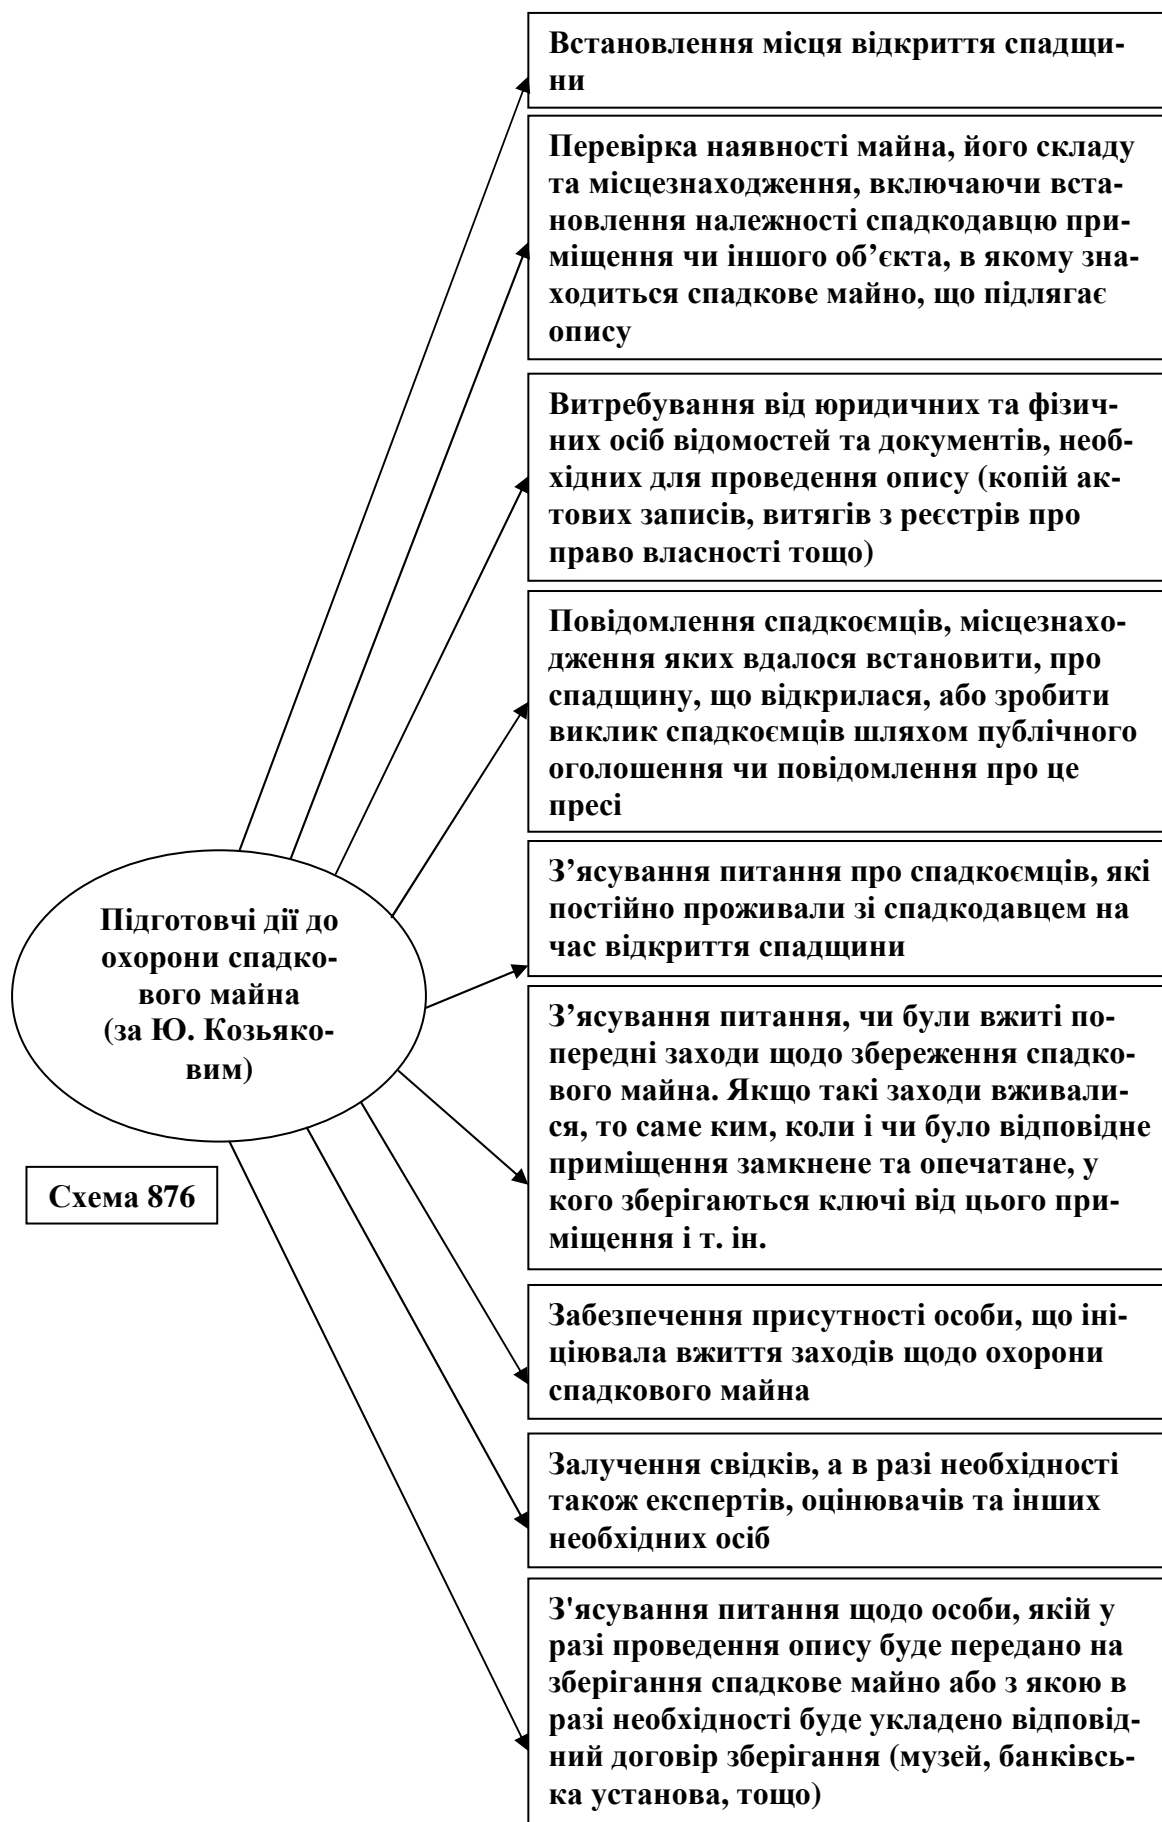 Встановлення місця відкриття спадщи-
ни
Перевірка наявності майна, його складу
та місцезнаходження, включаючи вста-
новлення належності спадкодавцю при-
міщення чи іншого об’єкта, в якому зна-
ходиться спадкове майно, що підлягає
опису
Витребування від юридичних та фізич-
них осіб відомостей та документів, необ-
хідних для проведення опису (копій ак-
тових записів, витягів з реєстрів про
право власності тощо)
Повідомлення спадкоємців, місцезнахо-
дження яких вдалося встановити, про
спадщину, що відкрилася, або зробити
виклик спадкоємців шляхом публічного
оголошення чи повідомлення про це
пресі
З’ясування питання про спадкоємців, які
постійно проживали зі спадкодавцем на
час відкриття спадщини
Підготовчі дії до
охорони спадко-
вого майна
(за Ю. Козьяко-
вим)
З’ясування питання, чи були вжиті по-
передні заходи щодо збереження спадко-
вого майна. Якщо такі заходи вживали-
ся, то саме ким, коли і чи було відповідне
приміщення замкнене та опечатане, у
кого зберігаються ключі від цього при-
міщення і т. ін.
Схема 876
Забезпечення присутності особи, що іні-
ціювала вжиття заходів щодо охорони
спадкового майна
Залучення свідків, а в разі необхідності
також експертів, оцінювачів та інших
необхідних осіб
З'ясування питання щодо особи, якій у
разі проведення опису буде передано на
зберігання спадкове майно або з якою в
разі необхідності буде укладено відповід-
ний договір зберігання (музей, банківсь-
ка установа, тощо)